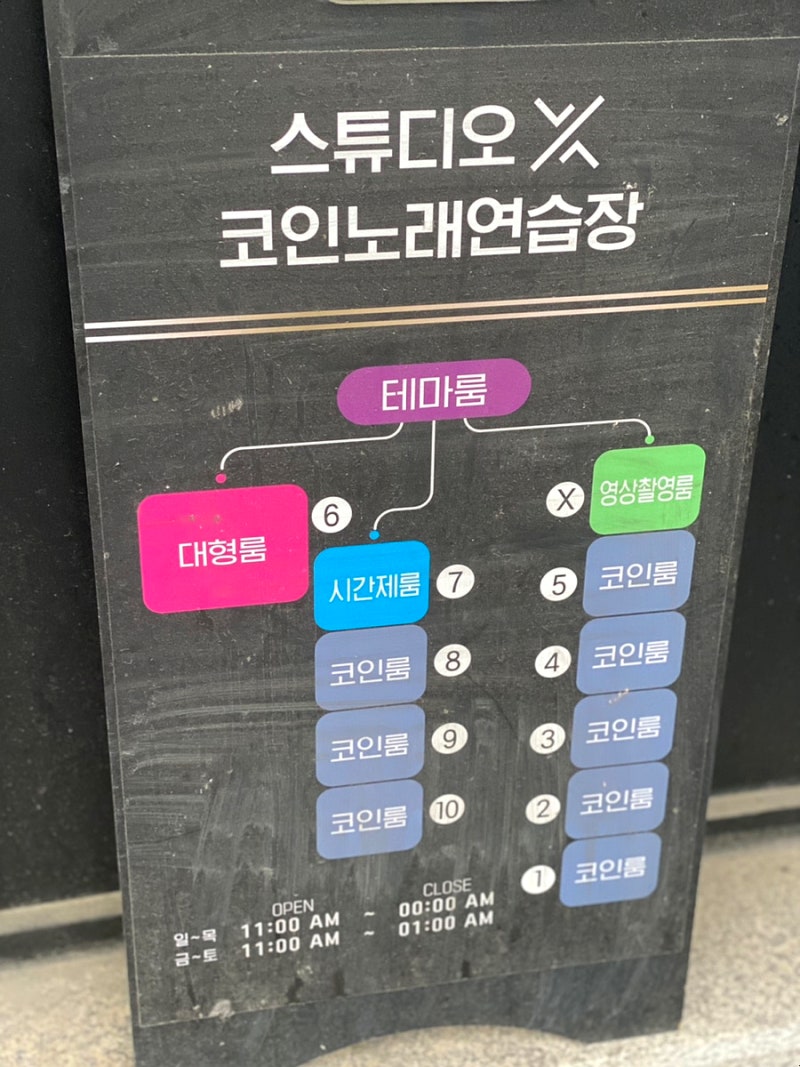 스튜디오 X
코인노래연습장
테마룸
대형룸
6
시간제룸
7
코인룸
8
코인룸
9
코인룸
10
X
영상촬영룸
5
코인룸
4
코인룸
3
코인룸
2
코인룸
1
코인룸
OPEN CLOSE
일~목 11:00 AM ~ 00:00 AM
금~토 11:00 AM ~ 01:00 AM